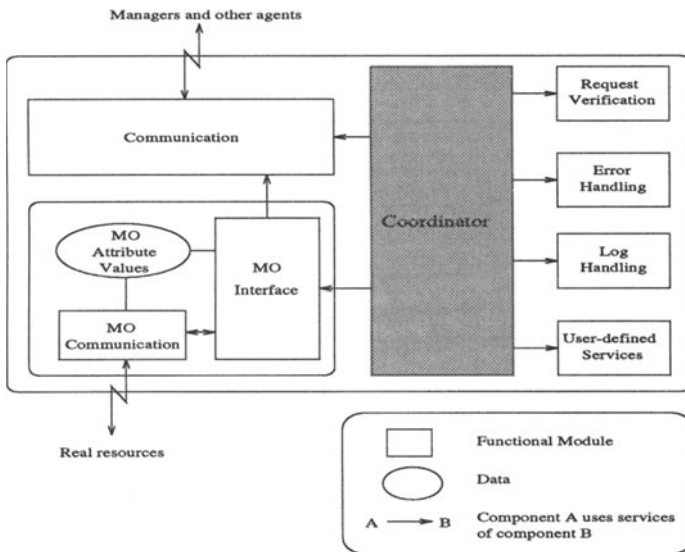 Managers and other agents
Communication
Coordinator
Request
Verification
Error
Handling
Log
Handling
User-defined
Services
MO
Attribute
Values
MO
Interface
MO
Communication
Real resources
Functional Module
Data
A
B
Component A uses services
of component B